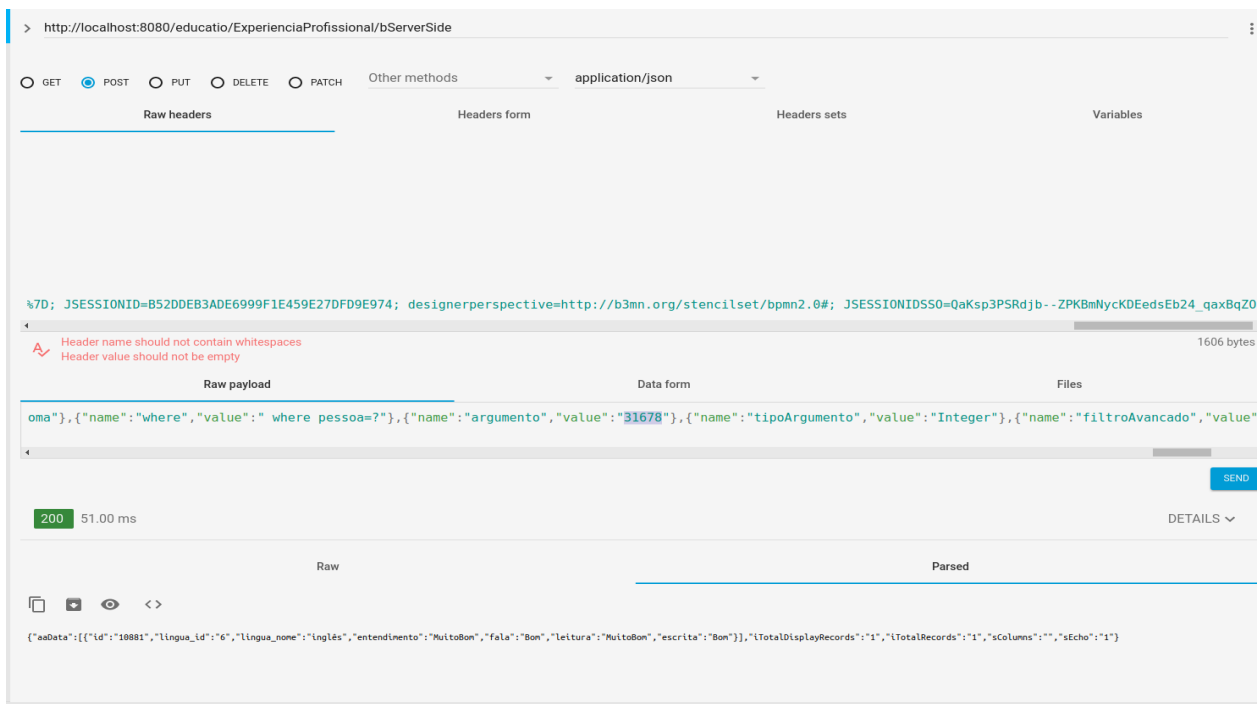 http://localhost:8080/educatio/ExperienciaProfissional/bServerSide
GET POST PUT DELETE PATCH Other methods application/json
Raw headers Headers form Headers sets Variables
%7D; JSESSIONID=B52DDEB3ADE6999F1E459E27DFD9E974; designerperspective=http://b3mn.org/stencilset/bpmn2.0#; JSESSIONIDSSO=QaKsp3PSRdjb--ZPKBmNycKDEedsEb24_qaxBqZO
Header name should not contain whitespaces
Header value should not be empty
1606 bytes
Raw payload Data form Files
oma"},{"name":"where","value":" where pessoa=?"},{"name":"argumento","value":"31678"},{"name":"tipoArgumento","value":"Integer"},{"name":"filtroAvancado","value"
SEND
200 51.00 ms DETAILS
Raw Parsed
{"aaData":[{"id":"10881","lingua_id":"6","lingua_nome":"inglês","entendimento":"MuitoBom","fala":"Bom","leitura":"MuitoBom","escrita":"Bom"}],"iTotalDisplayRecords":"1","iTotalRecords":"1","sColumns":"","sEcho":"1"}